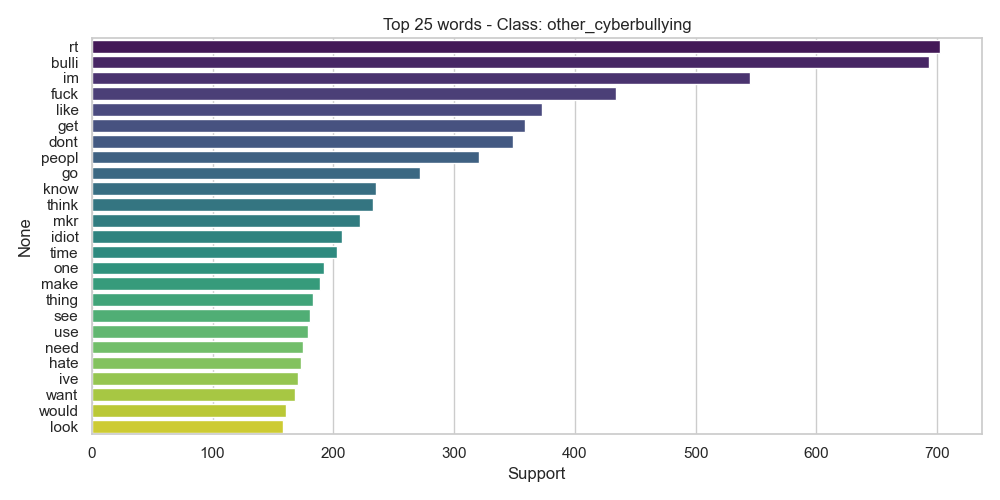 Top 25 words - Class: other_cyberbullying
rt
bulli
im
fuck
like
get
dont
peopl
go
know
think
mkr
idiot
time
one
make
thing
see
use
need
hate
ive
want
would
look
None
0 100 200 300 400 500 600 700
Support